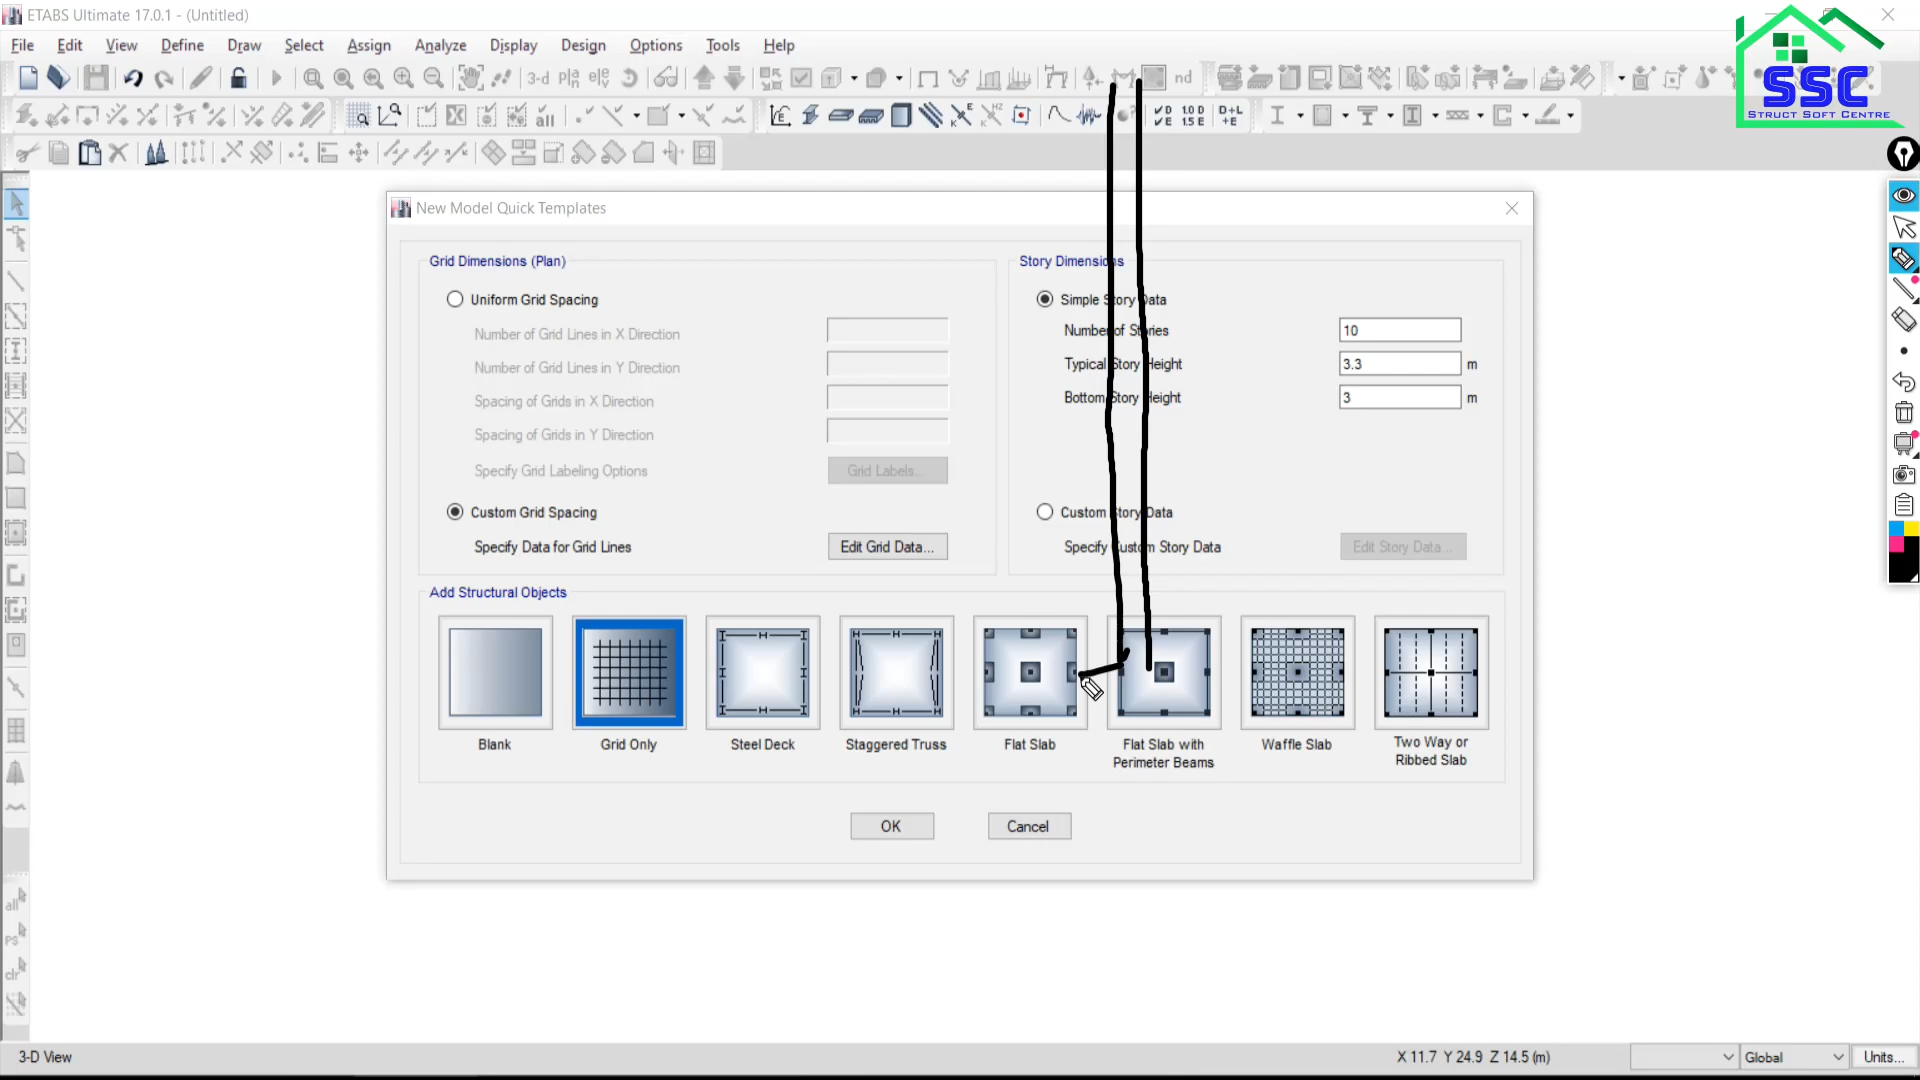 ETABS Ultimate 17.0.1 - (Untitled)
File Edit View Define Draw Select Assign Analyze Display Design Options Tools Help
3-d
nd
all
SSC
STRUCT SOFT CENTRE
New Model Quick Templates
Grid Dimensions (Plan)
Uniform Grid Spacing
Number of Grid Lines in X Direction
Number of Grid Lines in Y Direction
Spacing of Grids in X Direction
Spacing of Grids in Y Direction
Specify Grid Labeling Options
Grid Labels...
Custom Grid Spacing
Specify Data for Grid Lines
Edit Grid Data...
Story Dimensions
Simple Story Data
Number of Stories 10
Typical Story Height 3.3 m
Bottom Story Height 3 m
Custom Story Data
Specify Custom Story Data
Edit Story Data...
Add Structural Objects
Blank
Grid Only
Steel Deck
Staggered Truss
Flat Slab
Flat Slab with
Perimeter Beams
Waffle Slab
Two Way or
Ribbed Slab
OK
Cancel
all
ps
clr
3-D View
X 11.7 Y 24.9 Z 14.5 (m)
Global
Units...